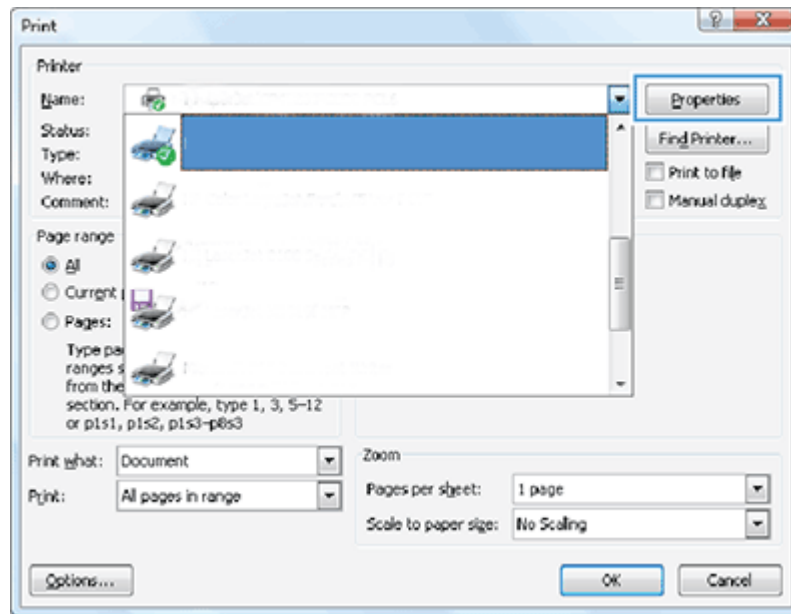 Print
Printer
Name:
Properties
Status:
Find Printer...
Type:
Where:
Print to file
Comment:
Manual duplex
Page range
All
Current
Pages:
Type
ranges
from the
section. For example, type 1, 3, 5–12
or p1s1, p1s2, p1s3–p8s3
Print what: Document
Zoom
Print: All pages in range
Pages per sheet: 1 page
Scale to paper size: No Scaling
Options...
OK
Cancel